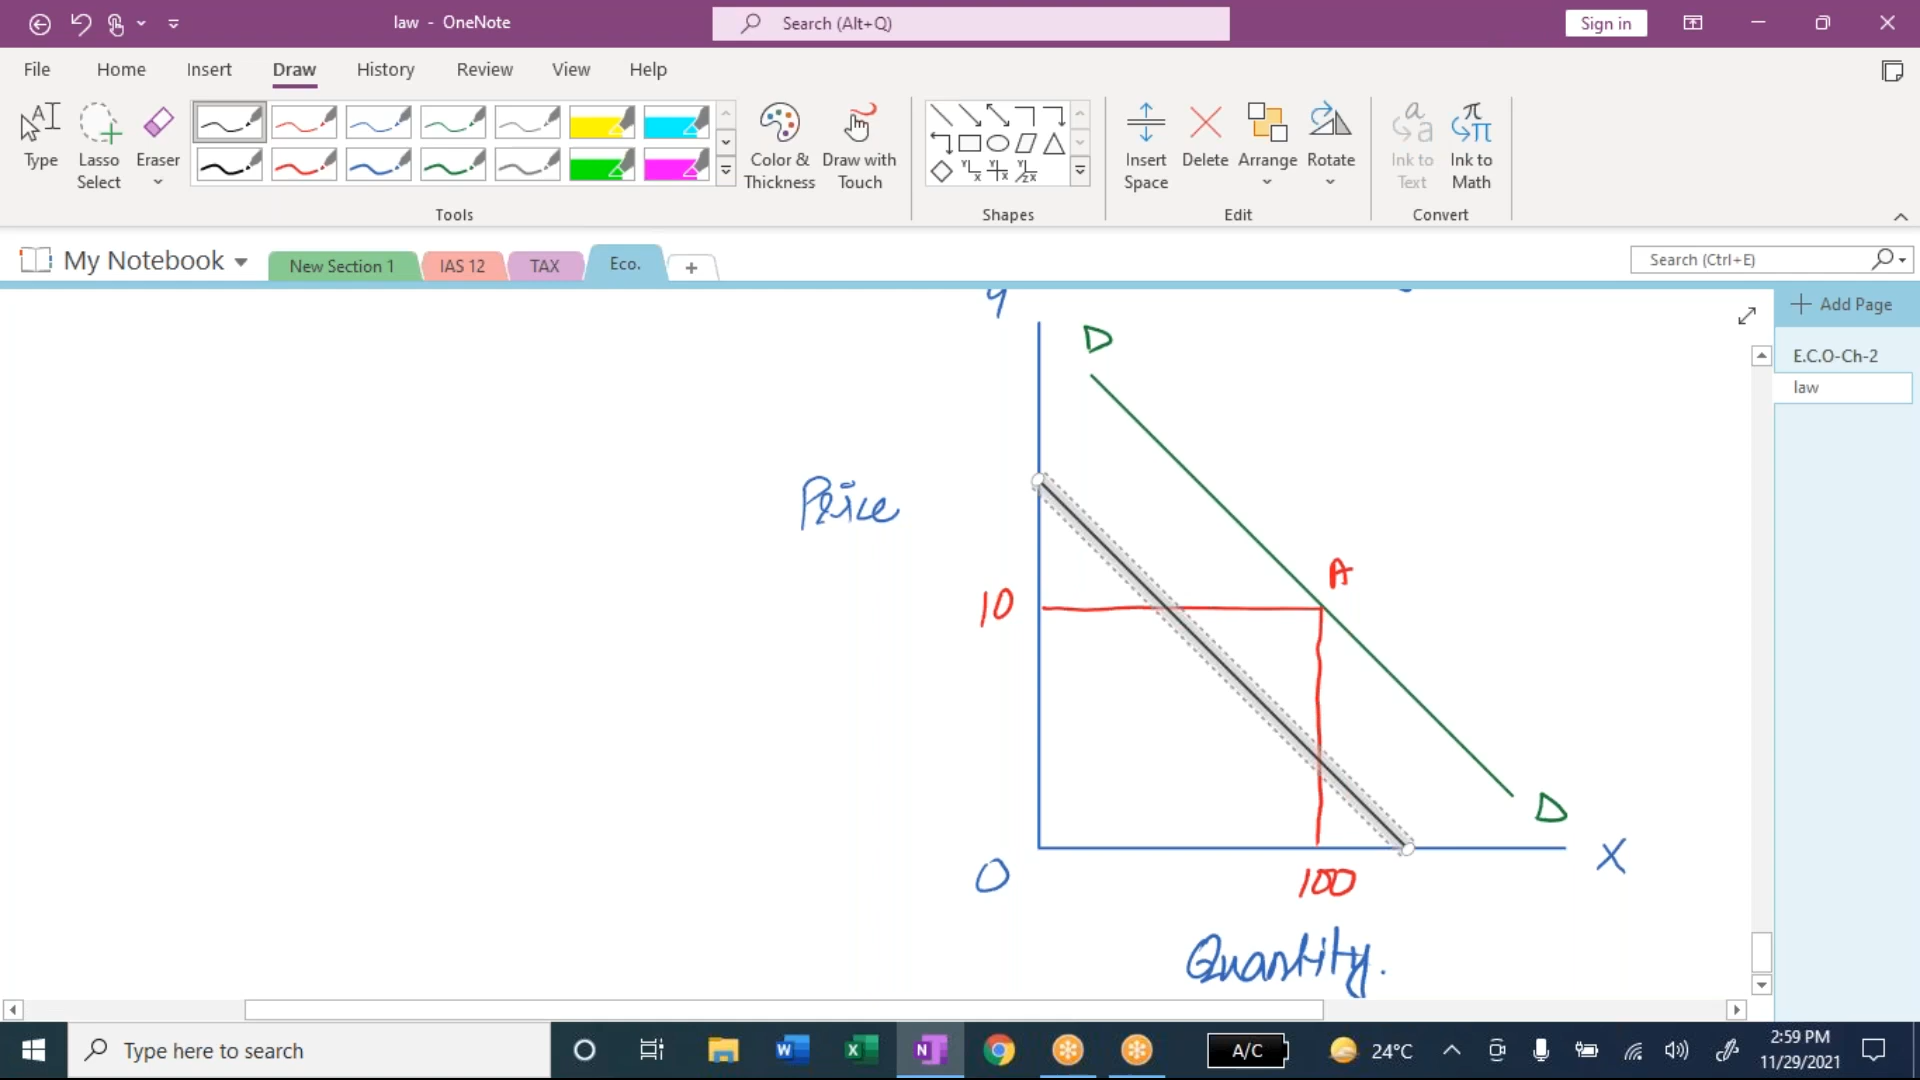 law - OneNote
Search (Alt+Q)
Sign in
File Home Insert Draw History Review View Help
Type
Lasso Select
Eraser
Color & Thickness
Draw with Touch
Insert Space
Delete
Arrange
Rotate
Ink to Text
Ink to Math
Tools
Shapes
Edit
Convert
My Notebook
New Section 1
IAS 12
TAX
Eco.
Search (Ctrl+E)
Add Page
E.C.O-Ch-2
law
D
Price
A
10
D
O
X
100
Quantity.
Type here to search
A/C
24°C
2:59 PM
11/29/2021